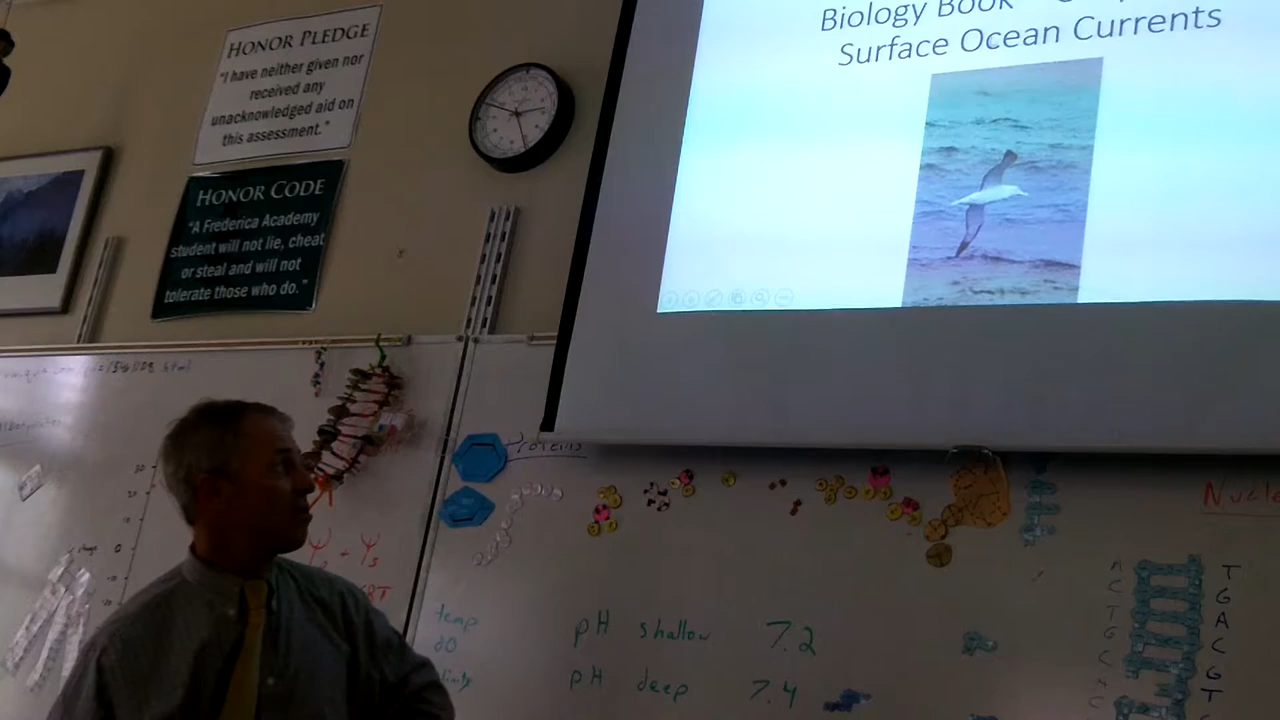 HONOR PLEDGE
"I have neither given nor
received any
unacknowledged aid on
this assessment."
HONOR CODE
"A Frederica Academy
student will not lie, cheat
or steal and will not
tolerate those who do."
Biology Book
Surface Ocean Currents
Proteins
temp
dO
pH shallow 7.2
pH deep 7.4
Y + Y
T
G
A
C
G
T